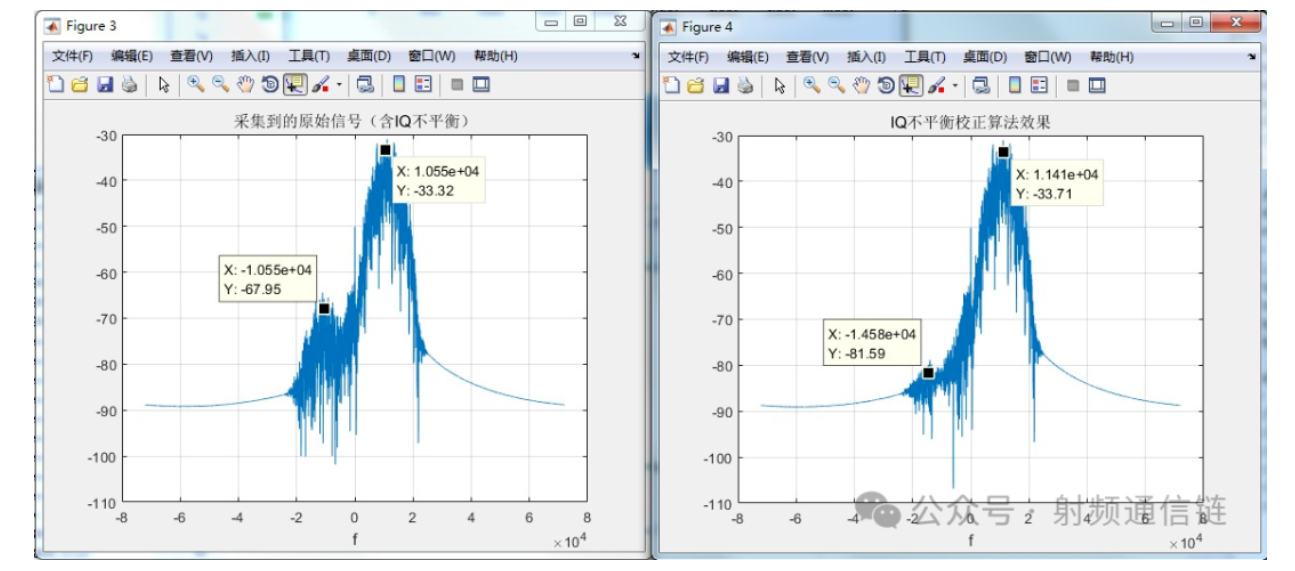 Figure 3
文件(F) 编辑(E) 查看(V) 插入(I) 工具(T) 桌面(D) 窗口(W) 帮助(H)
采集到的原始信号（含IQ不平衡）
-30
-40
-50
-60
-70
-80
-90
-100
-110
X: 1.055e+04
Y: -33.32
X: -1.055e+04
Y: -67.95
-8 -6 -4 -2 0 2 4 6 8
f
×10^4
Figure 4
文件(F) 编辑(E) 查看(V) 插入(I) 工具(T) 桌面(D) 窗口(W) 帮助(H)
IQ不平衡校正算法效果
-30
-40
-50
-60
-70
-80
-90
-100
-110
X: 1.141e+04
Y: -33.71
X: -1.458e+04
Y: -81.59
-8 -6 -4 -2 0 2 4 6 8
f
×10^4
公众号 · 射频通信链